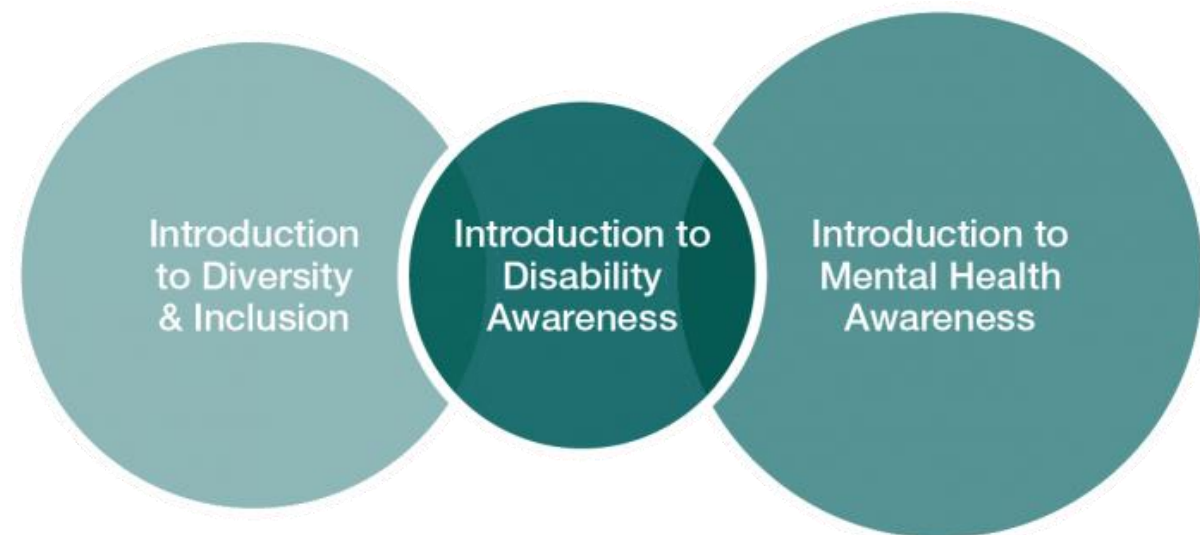 Introduction
to Diversity
& Inclusion
Introduction to
Disability
Awareness
Introduction to
Mental Health
Awareness